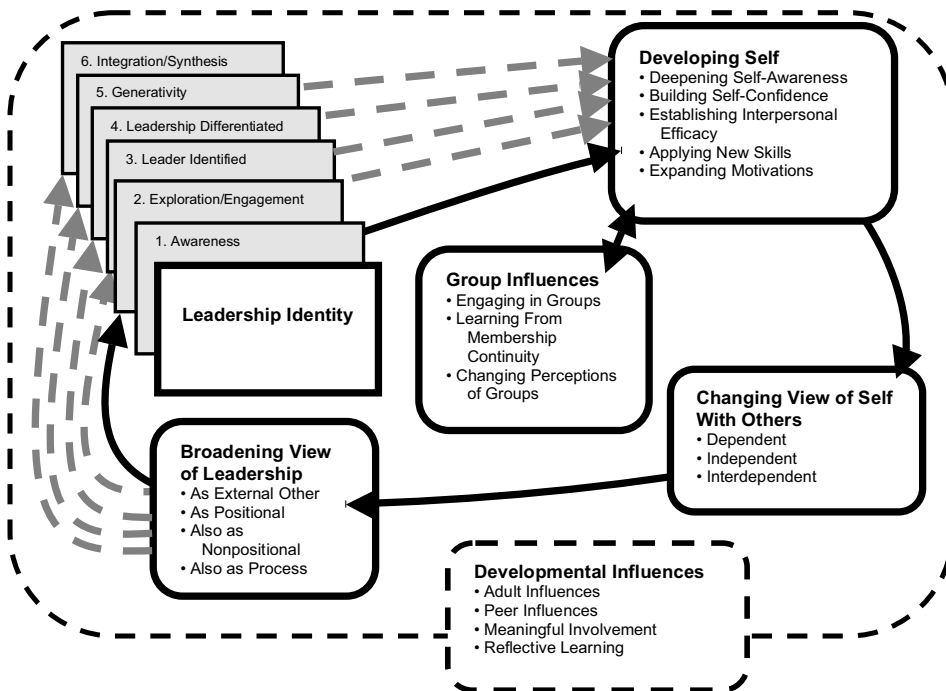 6. Integration/Synthesis
5. Generativity
4. Leadership Differentiated
3. Leader Identified
2. Exploration/Engagement
1. Awareness
Leadership Identity
Developing Self
• Deepening Self-Awareness
• Building Self-Confidence
• Establishing Interpersonal
Efficacy
• Applying New Skills
• Expanding Motivations
Group Influences
• Engaging in Groups
• Learning From
Membership
Continuity
• Changing Perceptions
of Groups
Changing View of Self
With Others
• Dependent
• Independent
• Interdependent
Broadening View
of Leadership
• As External Other
• As Positional
• Also as
Nonpositional
• Also as Process
Developmental Influences
• Adult Influences
• Peer Influences
• Meaningful Involvement
• Reflective Learning